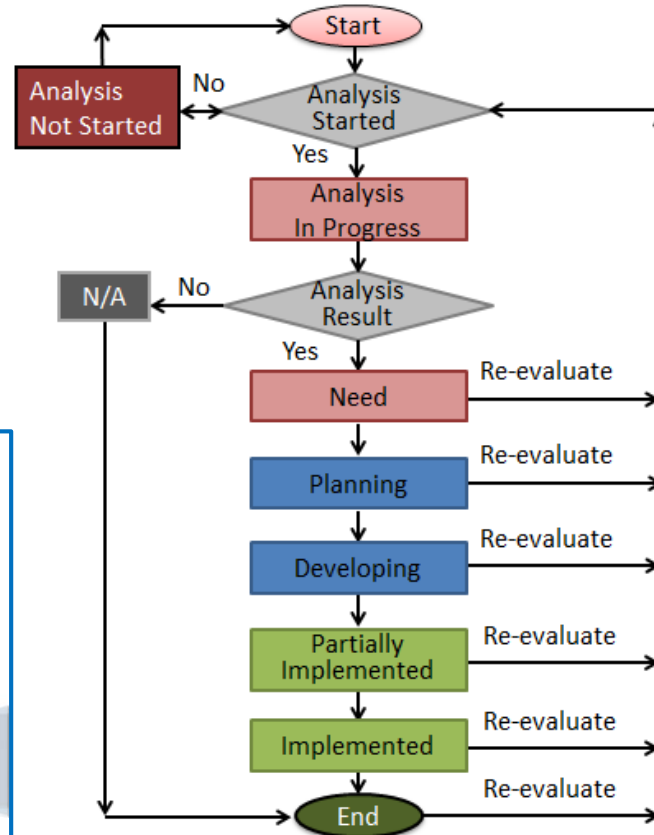 Start
Analysis
Not Started
No
Analysis
Started
Yes
Analysis
In Progress
N/A
No
Analysis
Result
Yes
Need
Re-evaluate
Planning
Re-evaluate
Developing
Re-evaluate
Partially
Implemented
Re-evaluate
Implemented
Re-evaluate
End
Re-evaluate